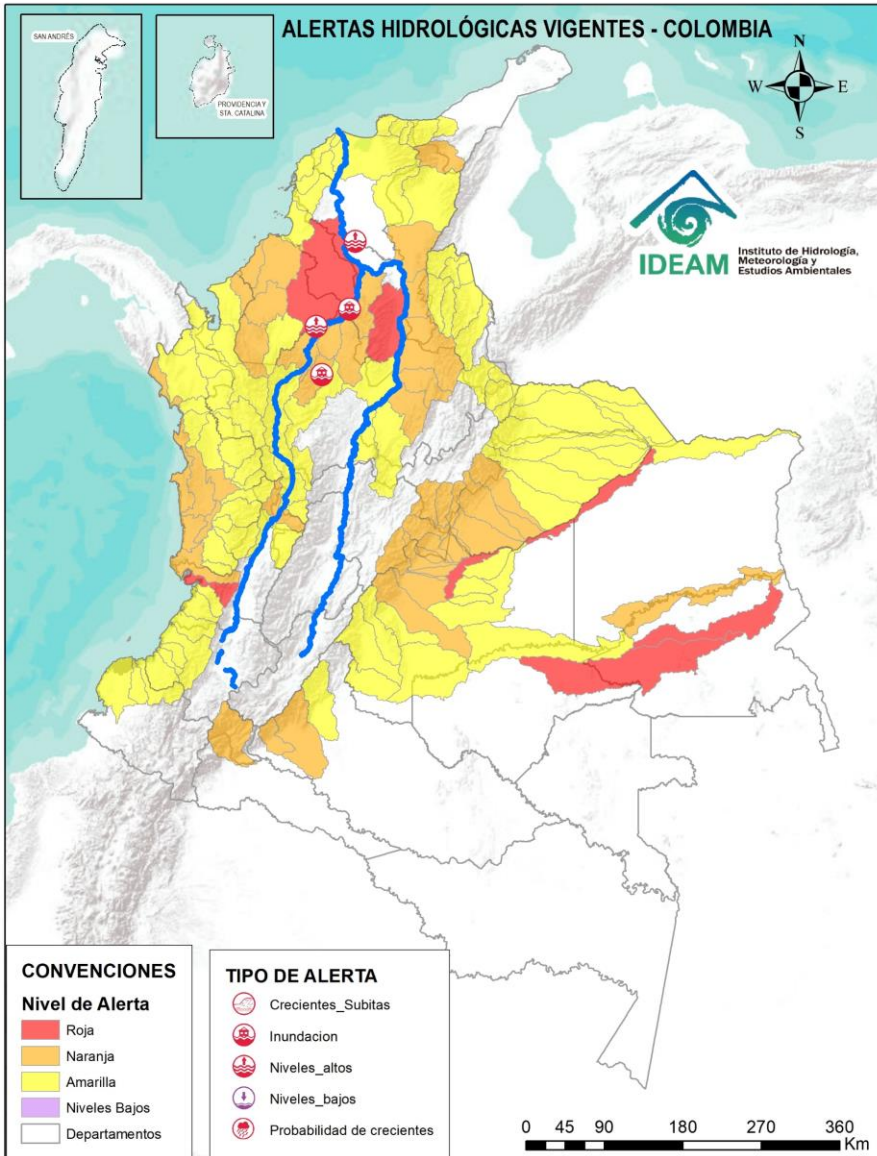 ALERTAS HIDROLÓGICAS VIGENTES - COLOMBIA
SAN ANDRÉS
PROVIDENCIA Y
STA. CATALINA
N
W
E
S
IDEAM
Instituto de Hidrología,
Meteorología y
Estudios Ambientales
CONVENCIONES
Nivel de Alerta
Roja
Naranja
Amarilla
Niveles Bajos
Departamentos
TIPO DE ALERTA
Crecientes_Subitas
Inundacion
Niveles_altos
Niveles_bajos
Probabilidad de crecientes
0 45 90 180 270 360
Km